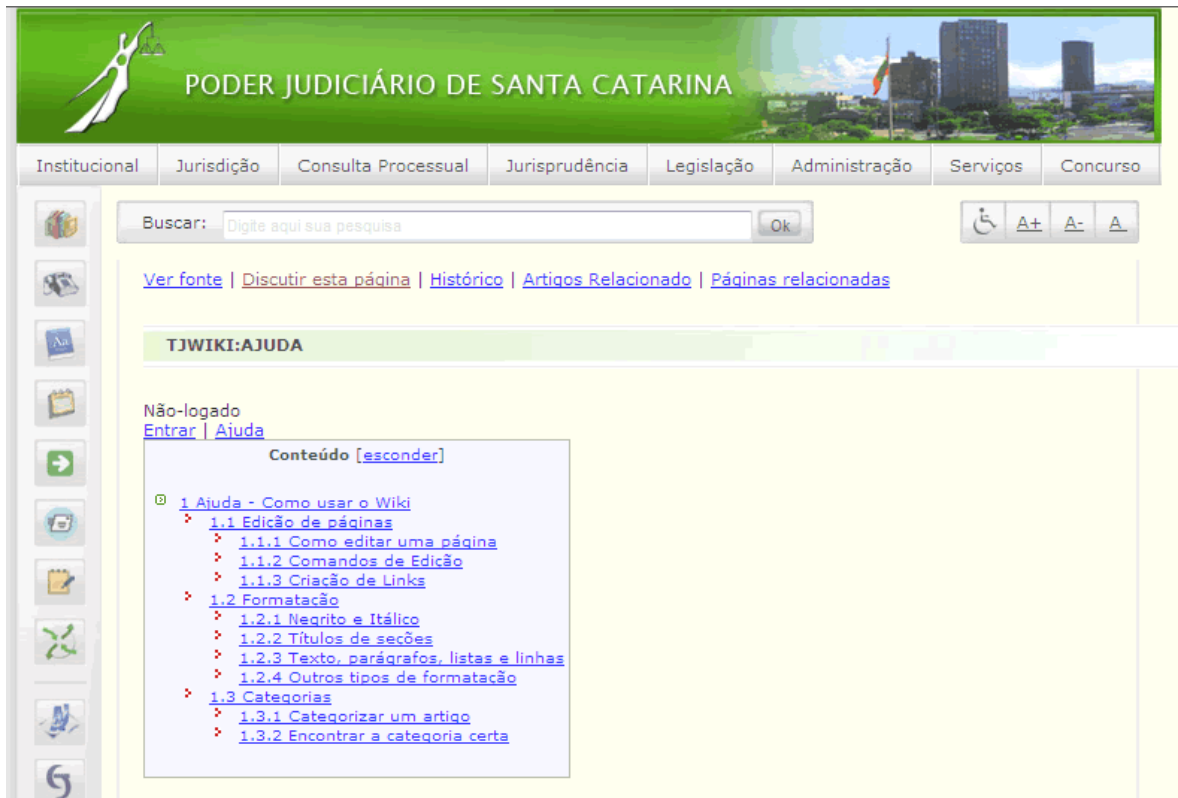 PODER JUDICIÁRIO DE SANTA CATARINA
Institucional Jurisdição Consulta Processual Jurisprudência Legislação Administração Serviços Concurso
Buscar: Digite aqui sua pesquisa Ok A+ A- A
Ver fonte | Discutir esta página | Histórico | Artigos Relacionado | Páginas relacionadas
TJWIKI:AJUDA
Não-logado
Entrar | Ajuda
Conteúdo [esconder]
1 Ajuda - Como usar o Wiki
1.1 Edição de páginas
1.1.1 Como editar uma página
1.1.2 Comandos de Edição
1.1.3 Criação de Links
1.2 Formatação
1.2.1 Negrito e Itálico
1.2.2 Títulos de seções
1.2.3 Texto, parágrafos, listas e linhas
1.2.4 Outros tipos de formatação
1.3 Categorias
1.3.1 Categorizar um artigo
1.3.2 Encontrar a categoria certa